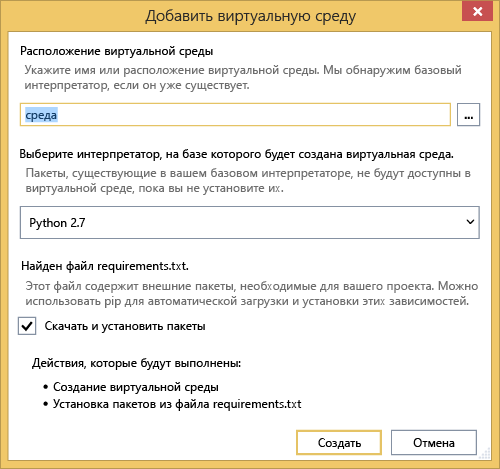 Добавить виртуальную среду
Расположение виртуальной среды
Укажите имя или расположение виртуальной среды. Мы обнаружим базовый
интерпретатор, если он уже существует.
среда
...
Выберите интерпретатор, на базе которого будет создана виртуальная среда.
Пакеты, существующие в вашем базовом интерпретаторе, не будут доступны в
виртуальной среде, пока вы не установите их.
Python 2.7
Найден файл requirements.txt.
Этот файл содержит внешние пакеты, необходимые для вашего проекта. Можно
использовать pip для автоматической загрузки и установки этих зависимостей.
Скачать и установить пакеты
Действия, которые будут выполнены:
• Создание виртуальной среды
• Установка пакетов из файла requirements.txt
Создать
Отмена